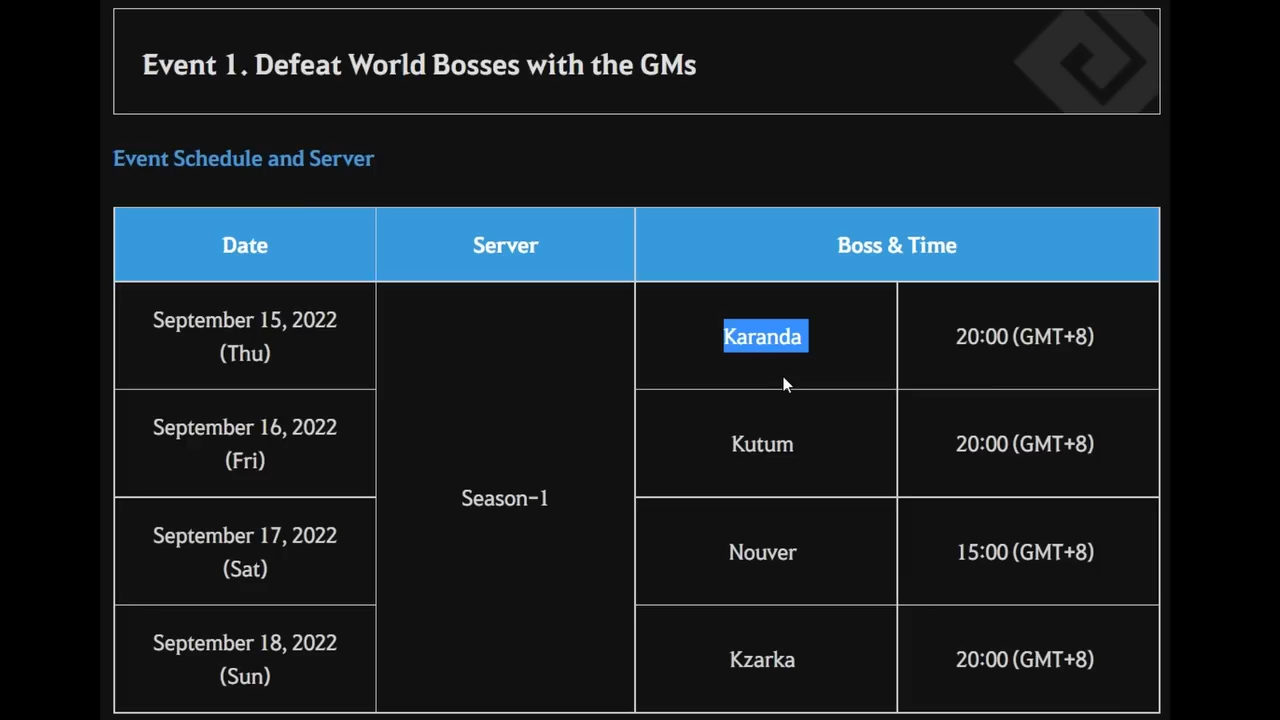 Event 1. Defeat World Bosses with the GMs
Event Schedule and Server
Date Server Boss & Time
September 15, 2022
(Thu)
Karanda 20:00 (GMT+8)
September 16, 2022
(Fri)
Kutum 20:00 (GMT+8)
Season-1
September 17, 2022
(Sat)
Nouver 15:00 (GMT+8)
September 18, 2022
(Sun)
Kzarka 20:00 (GMT+8)